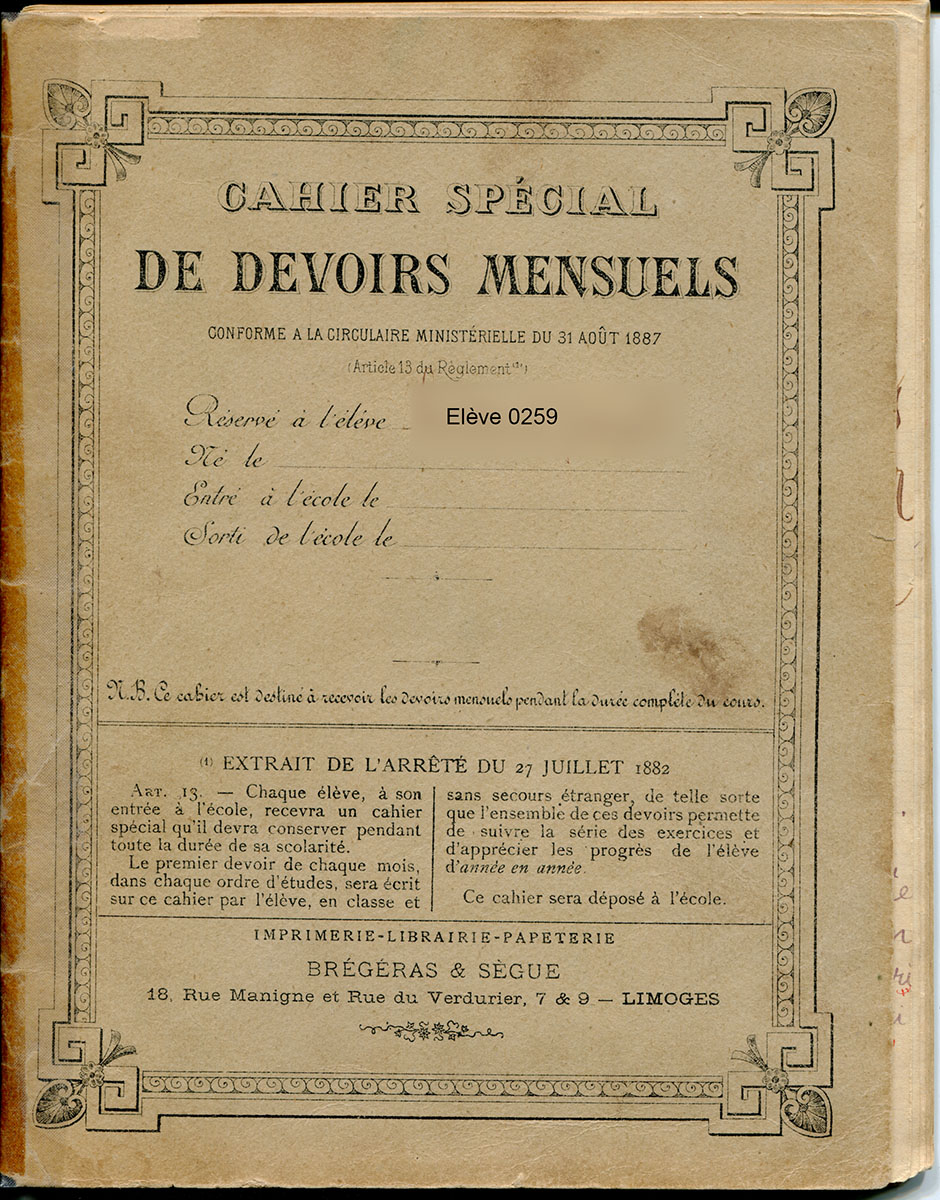 CAHIER SPÉCIAL
DE DEVOIRS MENSUELS
CONFORME A LA CIRCULAIRE MINISTÉRIELLE DU 31 AOÛT 1887
(Article 13 du Règlement(1))
Réservé à l'élève
Elève 0259
Né le
Entré à l'école le
Sorti de l'école le
N.B. Ce cahier est destiné à recevoir les devoirs mensuels pendant la durée complète du cours.
(1) EXTRAIT DE L'ARRÊTÉ DU 27 JUILLET 1882
ART. 13. — Chaque élève, à son
entrée à l'école, recevra un cahier
spécial qu'il devra conserver pendant
toute la durée de sa scolarité.
Le premier devoir de chaque mois,
dans chaque ordre d'études, sera écrit
sur ce cahier par l'élève, en classe et
sans secours étranger, de telle sorte
que l'ensemble de ces devoirs permette
de suivre la série des exercices et
d'apprécier les progrès de l'élève
d'année en année.
Ce cahier sera déposé à l'école.
IMPRIMERIE-LIBRAIRIE-PAPETERIE
BRÉGÉRAS & SÈGUE
18, Rue Manigne et Rue du Verdurier, 7 & 9 — LIMOGES